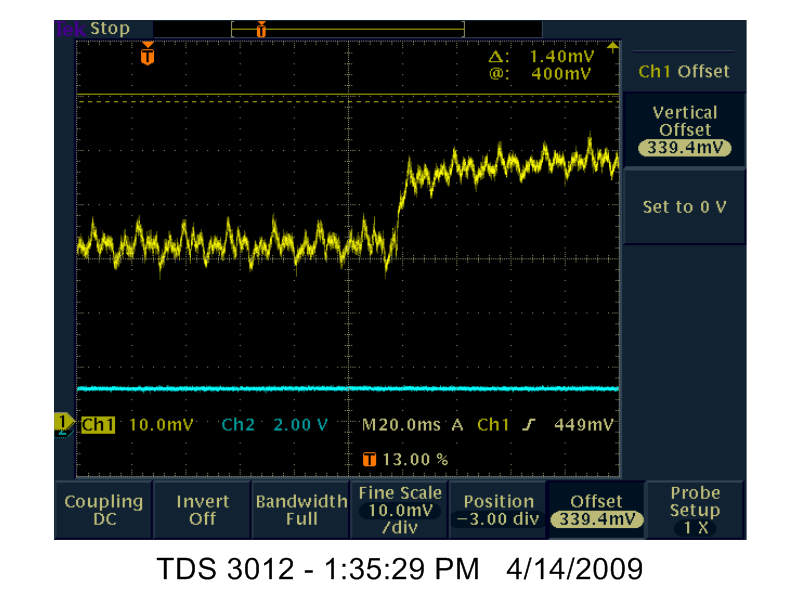 Tek Stop
T
T
Δ: 1.40mV
@: 400mV
Ch1 Offset
Vertical
Offset
339.4mV
Set to 0 V
1
2
Ch1 10.0mV Ch2 2.00 V M20.0ms A Ch1 449mV
T 13.00 %
Coupling
DC
Invert
Off
Bandwidth
Full
Fine Scale
10.0mV
/div
Position
−3.00 div
Offset
339.4mV
Probe
Setup
1 X
TDS 3012 - 1:35:29 PM 4/14/2009